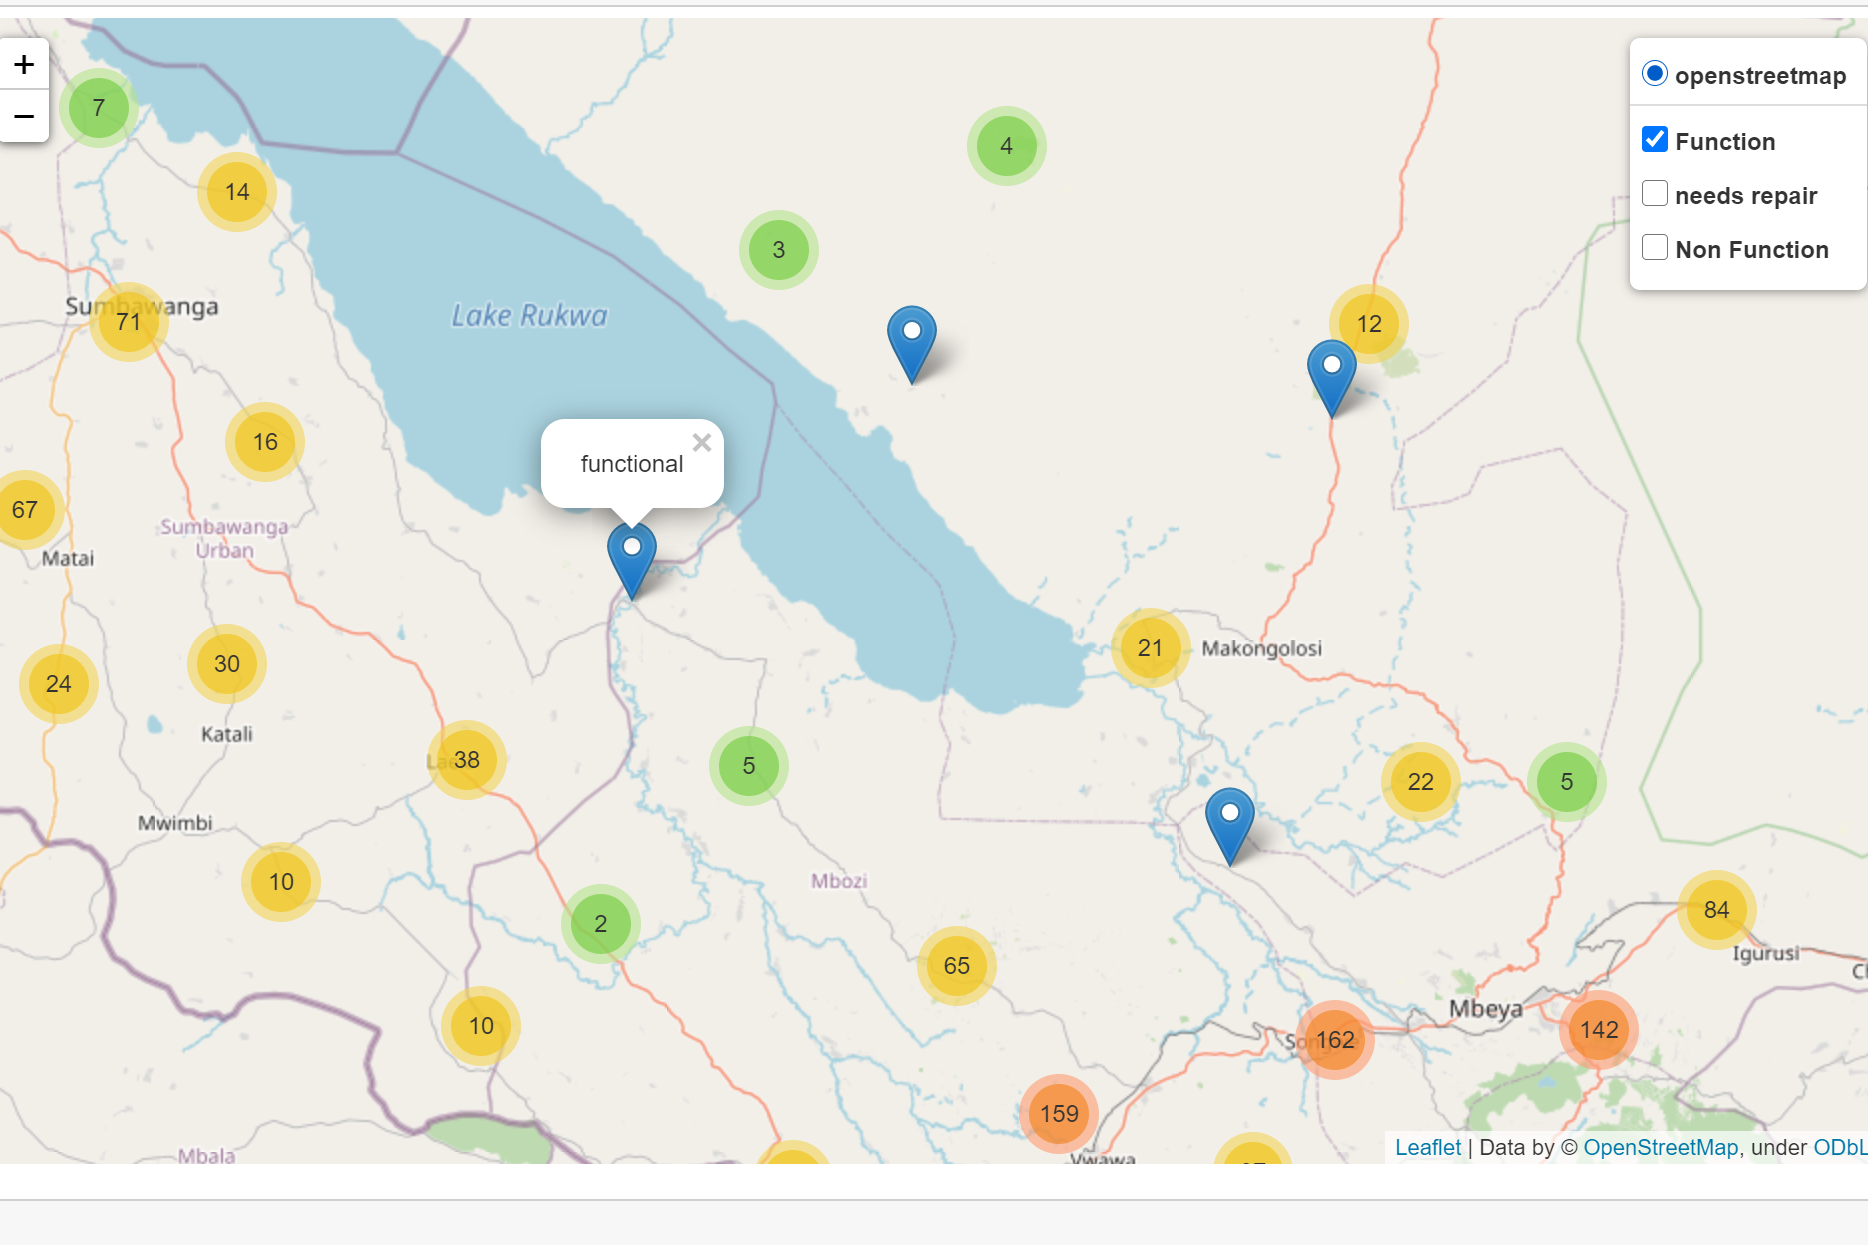 +
−
openstreetmap
Function
needs repair
Non Function
7
14
4
3
Sumbawanga
71
Lake Rukwa
12
16
functional
×
67
Sumbawanga
Urban
Matai
21
Makongolosi
30
24
Katali
38
5
22
5
Mwimbi
10
Mbozi
2
84
65
Igurusi
10
Mbeya
162
142
159
Mbala
Vwawa
Leaflet | Data by © OpenStreetMap, under ODbL